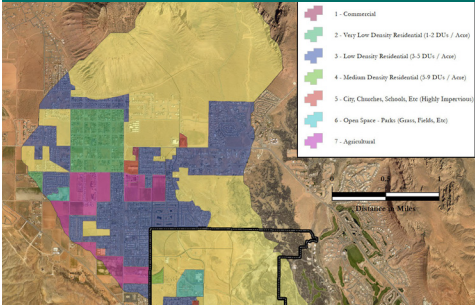 1 - Commercial
2 - Very Low Density Residential (1-2 DUs / Acre)
3 - Low Density Residential (3-5 DUs / Acre)
4 - Medium Density Residential (5-9 DUs / Acre)
5 - City, Churches, Schools, Etc (Highly Impervious)
6 - Open Space - Parks (Grass, Fields, Etc)
7 - Agricultural
0 0.5 1
Distance in Miles